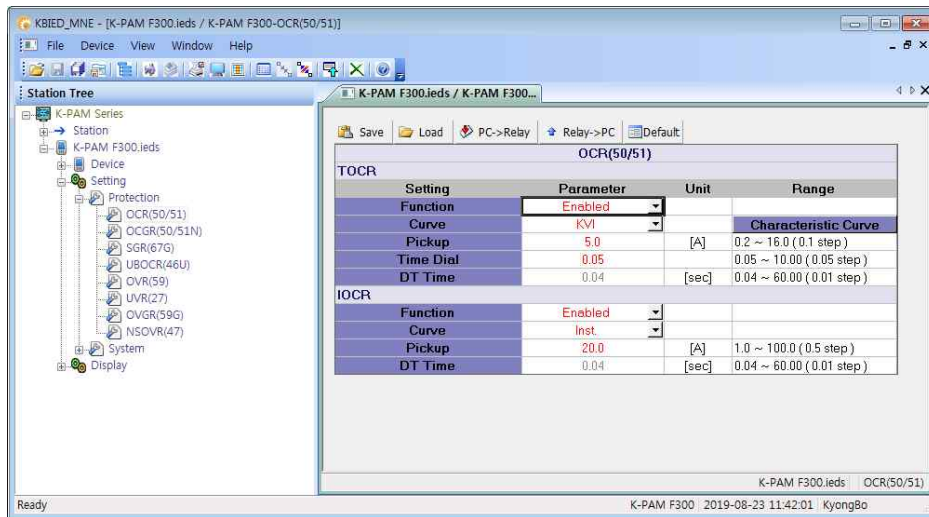 KBIED_MNE - [K-PAM F300.ieds / K-PAM F300-OCR(50/51)]
File Device View Window Help
Station Tree
K-PAM F300.ieds / K-PAM F300...
K-PAM Series
Station
K-PAM F300.ieds
Device
Setting
Protection
OCR(50/51)
OCGR(50/51N)
SGR(67G)
UBOCR(46U)
OVR(59)
UVR(27)
OVGR(59G)
NSOVR(47)
System
Display
Save Load PC->Relay Relay->PC Default
OCR(50/51)
TOCR
Setting Parameter Unit Range
Function Enabled
Curve KVI Characteristic Curve
Pickup 5.0 [A] 0.2 ~ 16.0 ( 0.1 step )
Time Dial 0.05 0.05 ~ 10.00 ( 0.05 step )
DT Time 0.04 [sec] 0.04 ~ 60.00 ( 0.01 step )
IOCR
Function Enabled
Curve Inst.
Pickup 20.0 [A] 1.0 ~ 100.0 ( 0.5 step )
DT Time 0.04 [sec] 0.04 ~ 60.00 ( 0.01 step )
K-PAM F300.ieds OCR(50/51)
Ready K-PAM F300 2019-08-23 11:42:01 KyongBo